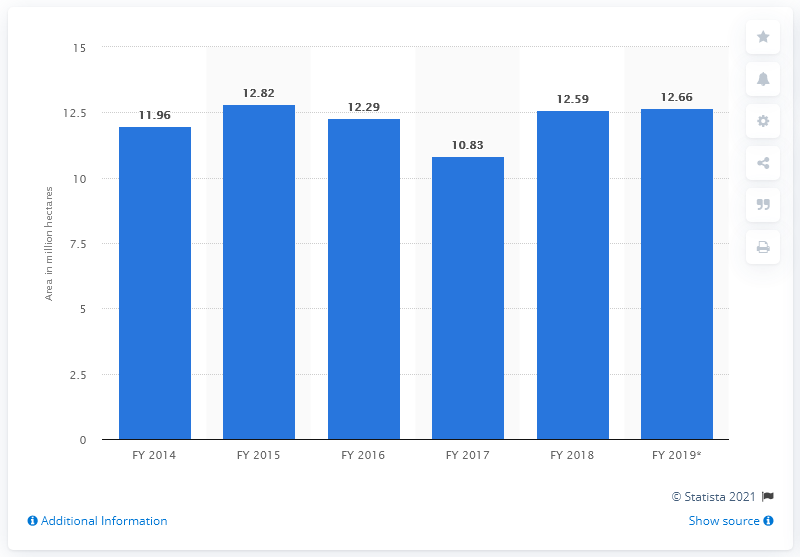 15
12.5
10
7.5
5
2.5
0
Area in million hectares
11.96
12.82
12.29
10.83
12.59
12.66
FY 2014
FY 2015
FY 2016
FY 2017
FY 2018
FY 2019*
© Statista 2021
Additional Information
Show source